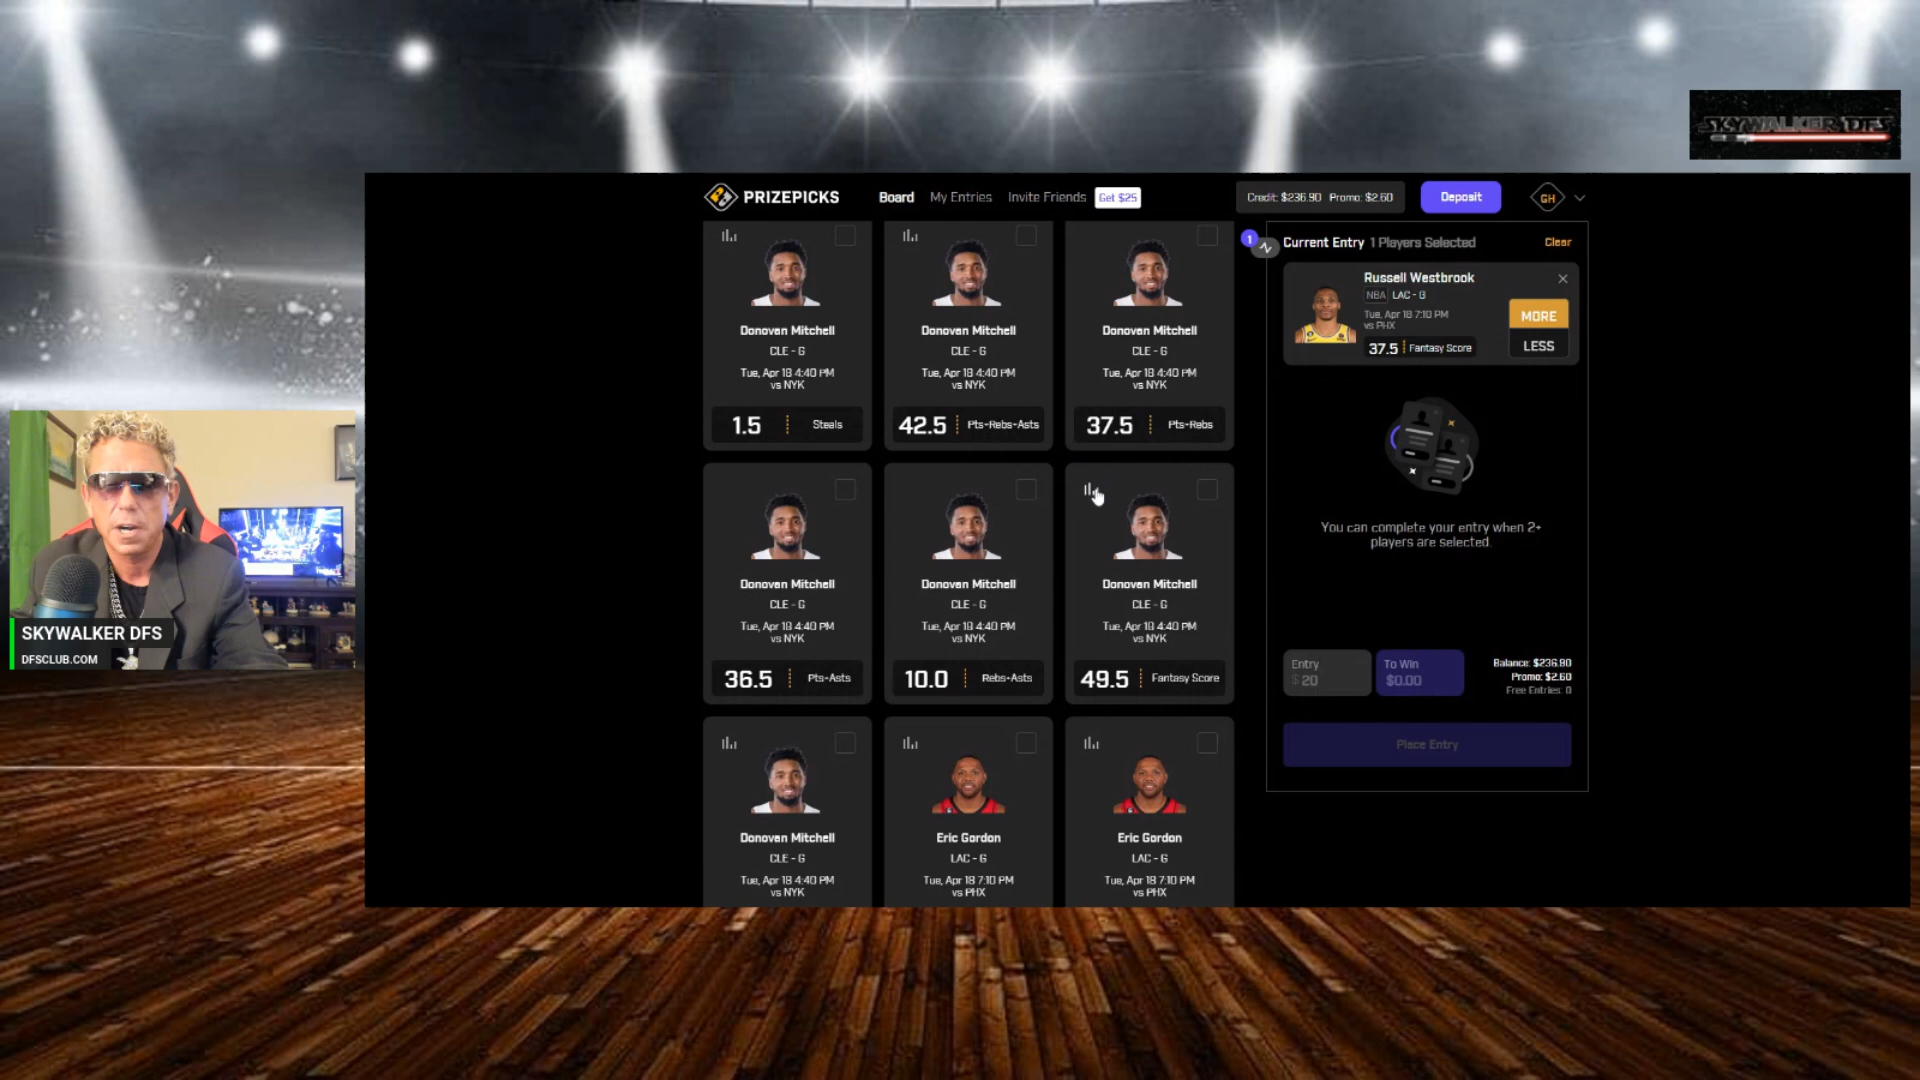 SKYWALKER DFS
PRIZEPICKS
Board
My Entries
Invite Friends
Get $25
Credit: $236.90 Promo: $2.60
Deposit
GH
Donovan Mitchell
CLE - G
Tue, Apr 18 4:40 PM
vs NYK
1.5 Steals
Donovan Mitchell
CLE - G
Tue, Apr 18 4:40 PM
vs NYK
42.5 Pts-Rebs-Asts
Donovan Mitchell
CLE - G
Tue, Apr 18 4:40 PM
vs NYK
37.5 Pts-Rebs
Donovan Mitchell
CLE - G
Tue, Apr 18 4:40 PM
vs NYK
36.5 Pts-Asts
Donovan Mitchell
CLE - G
Tue, Apr 18 4:40 PM
vs NYK
10.0 Rebs-Asts
Donovan Mitchell
CLE - G
Tue, Apr 18 4:40 PM
vs NYK
49.5 Fantasy Score
Donovan Mitchell
CLE - G
Tue, Apr 18 4:40 PM
vs NYK
Eric Gordon
LAC - G
Tue, Apr 18 7:10 PM
vs PHX
Eric Gordon
LAC - G
Tue, Apr 18 7:10 PM
vs PHX
1
Current Entry 1 Players Selected
Clear
Russell Westbrook
NBA LAC - G
Tue, Apr 18 7:10 PM
vs PHX
37.5 Fantasy Score
MORE
LESS
You can complete your entry when 2+
players are selected.
Entry
$ 20
To Win
$0.00
Balance: $236.90
Promo: $2.60
Free Entries: 0
Place Entry
SKYWALKER DFS
DFSCLUB.COM